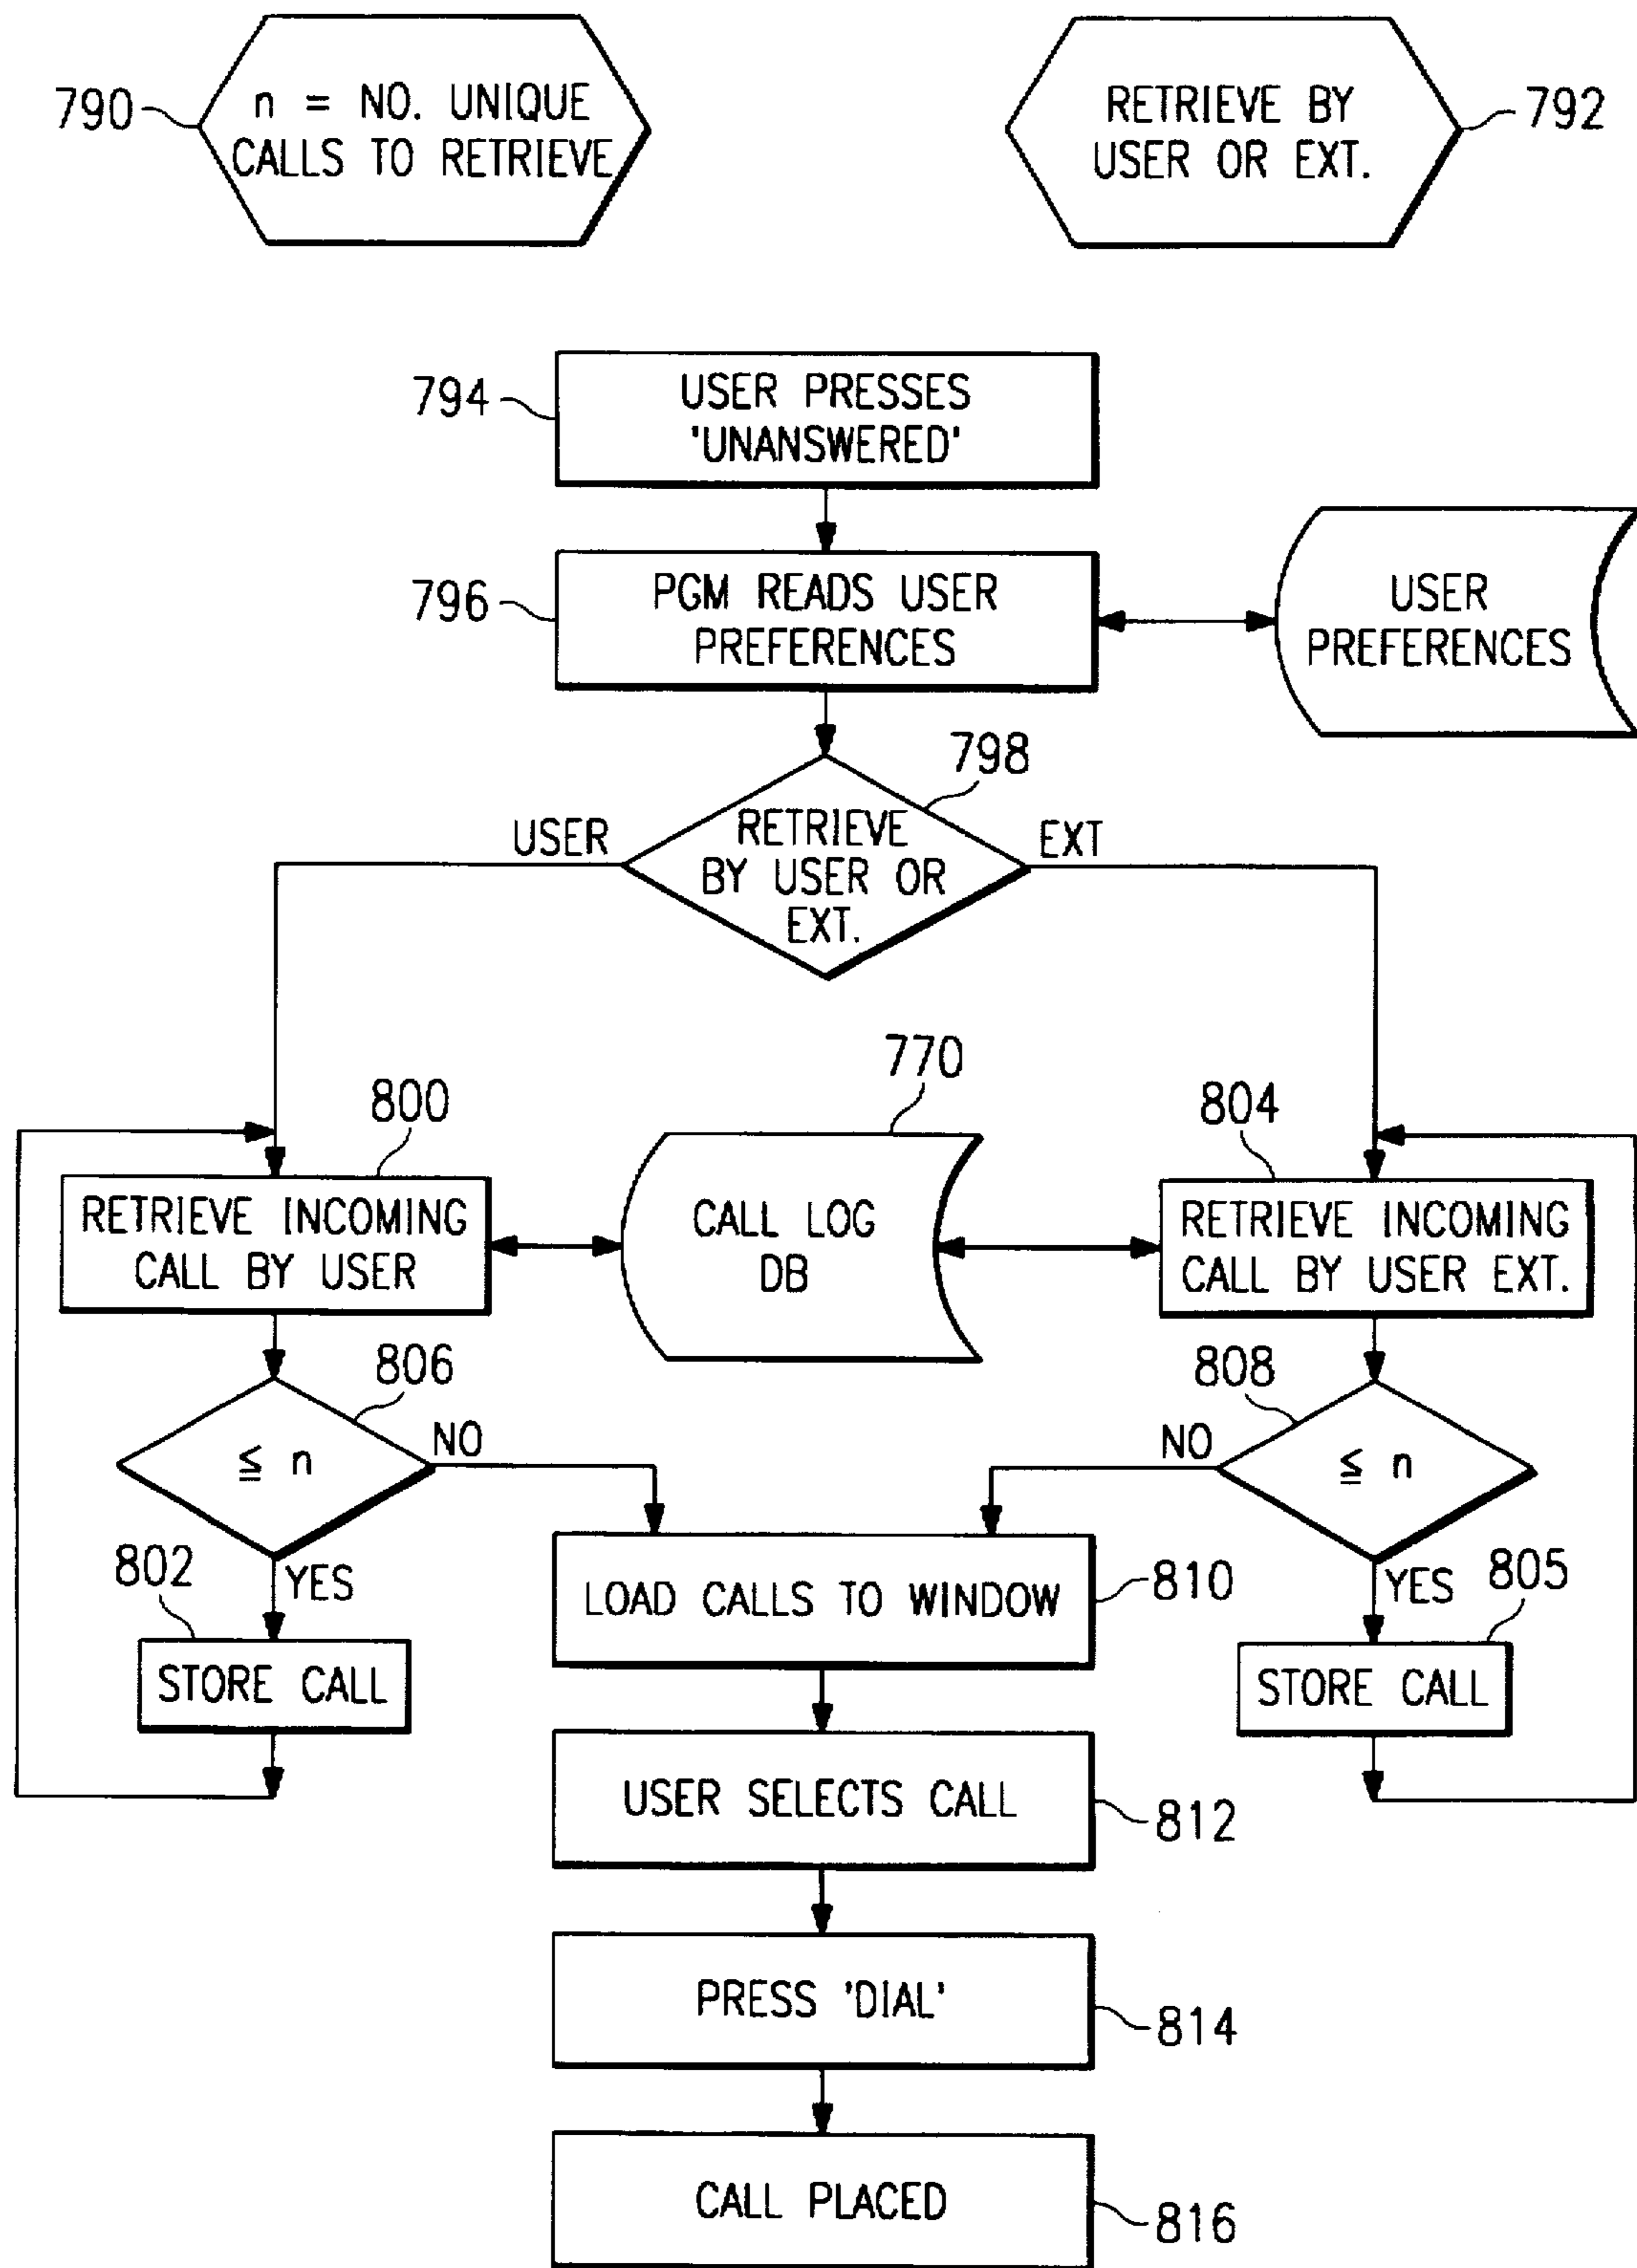 790
n = NO. UNIQUE
CALLS TO RETRIEVE
RETRIEVE BY
USER OR EXT.
792
794
USER PRESSES
'UNANSWERED'
796
PGM READS USER
PREFERENCES
USER
PREFERENCES
798
USER
RETRIEVE
BY USER OR
EXT.
EXT
770
800
804
RETRIEVE INCOMING
CALL BY USER
CALL LOG
DB
RETRIEVE INCOMING
CALL BY USER EXT.
806
808
≦ n
NO
NO
≦ n
802
YES
LOAD CALLS TO WINDOW
810
YES
805
STORE CALL
STORE CALL
USER SELECTS CALL
812
PRESS 'DIAL'
814
CALL PLACED
816